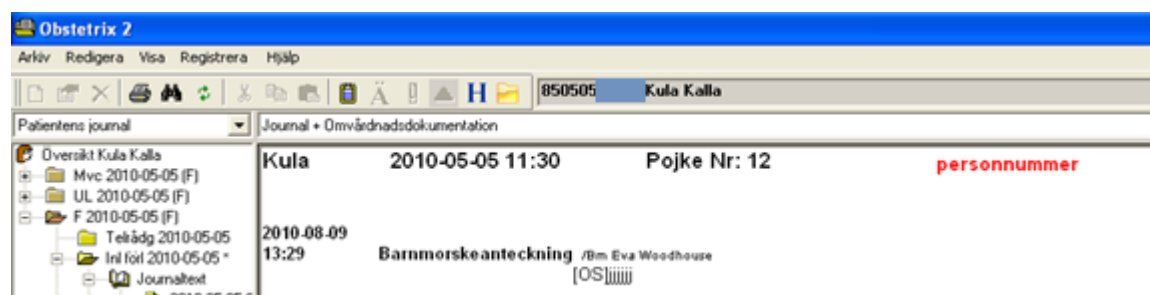 Obstetrix 2
Arkiv Redigera Visa Registrera Hjälp
Ä H 850505 Kula Kalla
Patientens journal Journal + Omvårdnadsdokumentation
Översikt Kula Kalla
Mvc 2010-05-05 (F)
UL 2010-05-05 (F)
F 2010-05-05 (F)
Telrådg 2010-05-05
Inl förl 2010-05-05 *
Journaltext
Kula 2010-05-05 11:30 Pojke Nr: 12 personnummer
2010-08-09
13:29 Barnmorskeanteckning /Bm Eva Woodhouse
[OS]jjjjjj